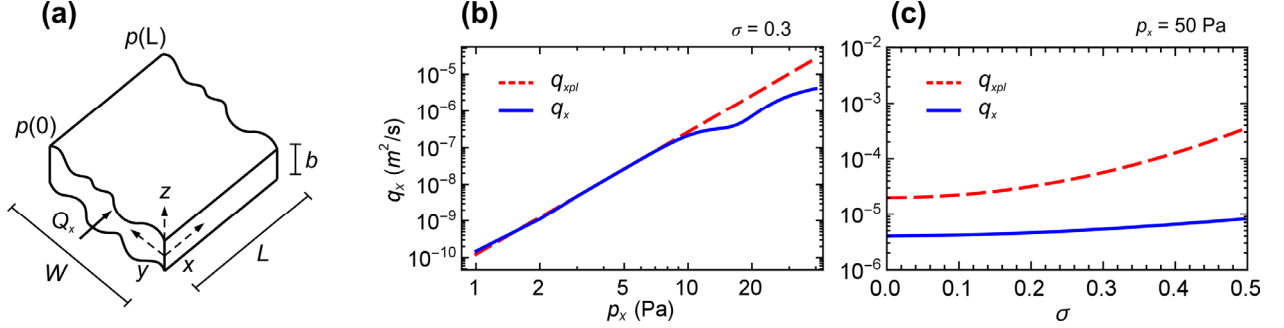 (a)
p(L)
p(0)
b
z
Qₓ
y
x
W
L
(b)
σ = 0.3
qₓ (m²/s)
10⁻⁵
10⁻⁶
10⁻⁷
10⁻⁸
10⁻⁹
10⁻¹⁰
q_xpl
qₓ
1 2 5 10 20
pₓ (Pa)
(c)
pₓ = 50 Pa
10⁻²
10⁻³
10⁻⁴
10⁻⁵
10⁻⁶
q_xpl
qₓ
0.0 0.1 0.2 0.3 0.4 0.5
σ